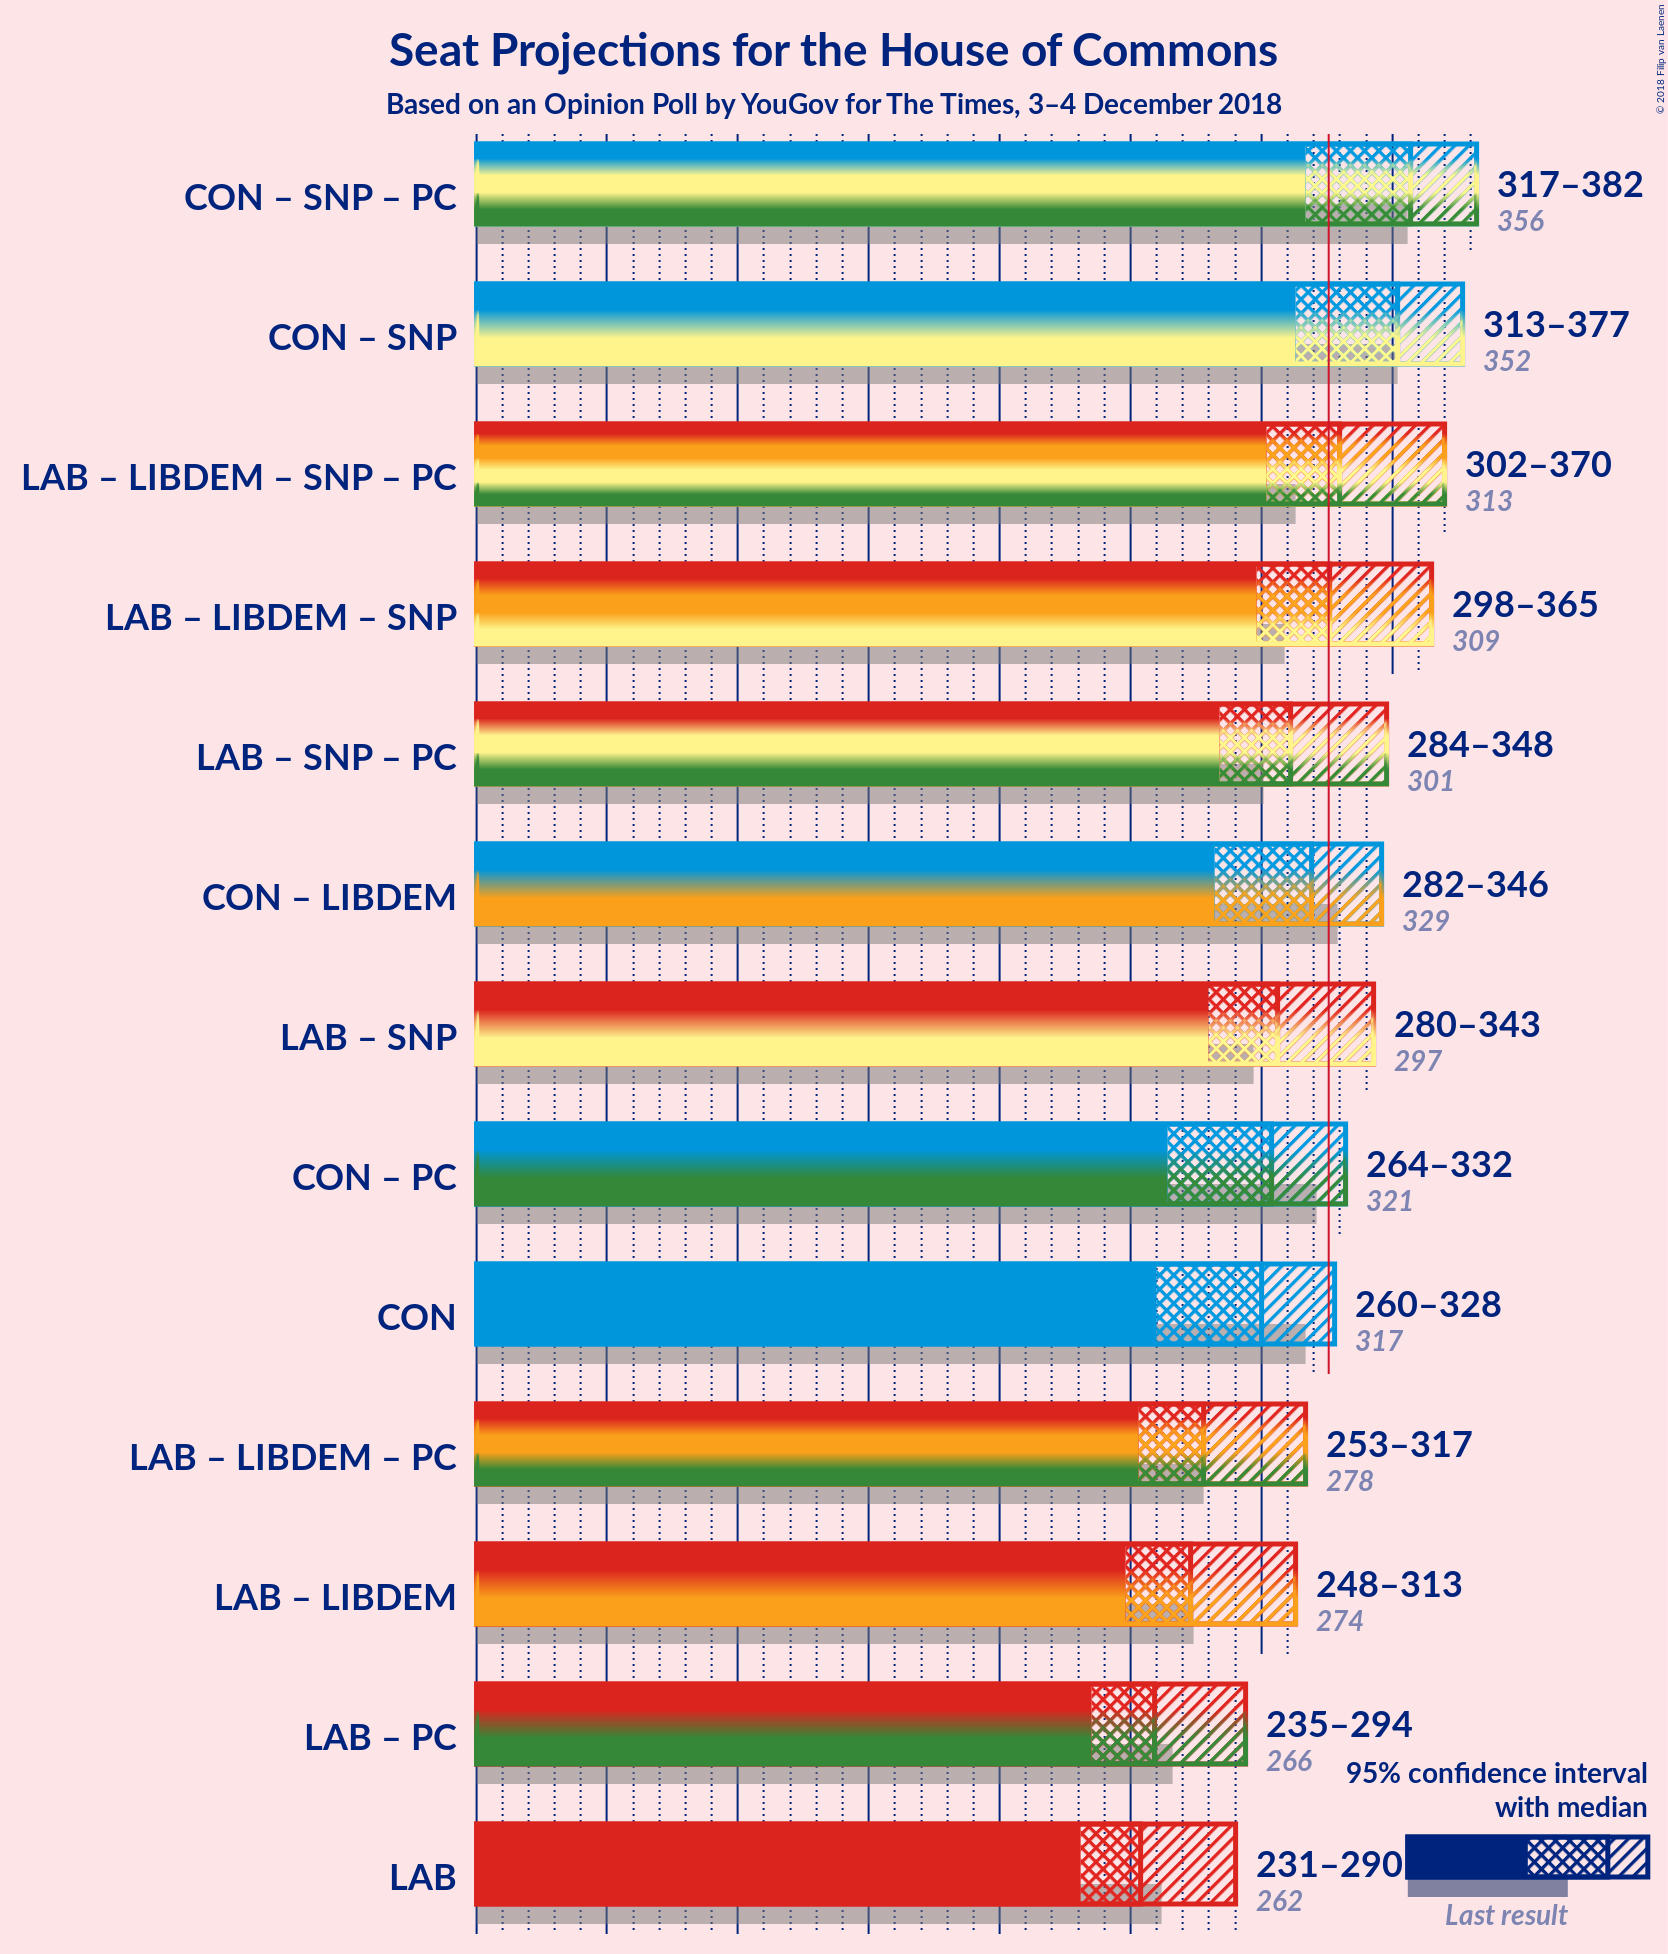 Seat Projections for the House of Commons
Based on an Opinion Poll by YouGov for The Times, 3–4 December 2018
© 2018 Filip van Laenen
CON – SNP – PC
317–382
356
CON – SNP
313–377
352
LAB – LIBDEM – SNP – PC
302–370
313
LAB – LIBDEM – SNP
298–365
309
LAB – SNP – PC
284–348
301
CON – LIBDEM
282–346
329
LAB – SNP
280–343
297
CON – PC
264–332
321
CON
260–328
317
LAB – LIBDEM – PC
253–317
278
LAB – LIBDEM
248–313
274
LAB – PC
235–294
266
LAB
231–290
262
95% confidence interval
with median
Last result